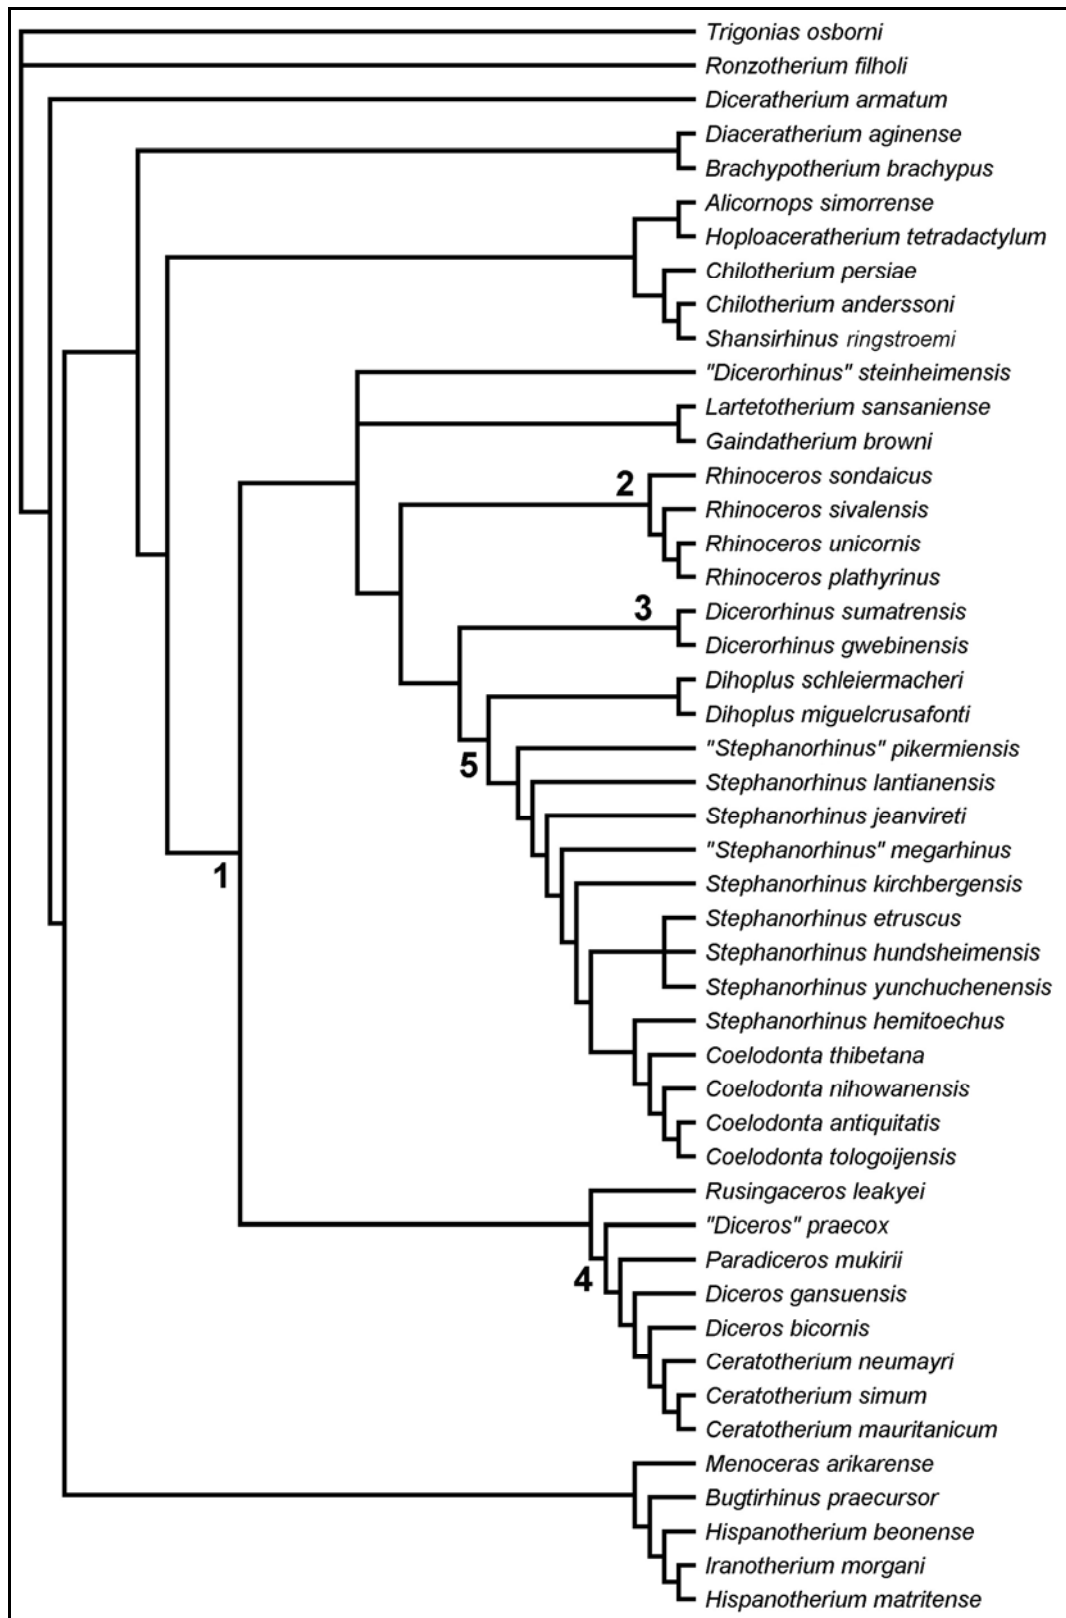 Trigonias osborni
Ronzotherium filholi
Diceratherium armatum
Diaceratherium aginense
Brachypotherium brachypus
Alicornops simorrense
Hoploaceratherium tetradactylum
Chilotherium persiae
Chilotherium anderssoni
Shansirhinus ringstroemi
"Dicerorhinus" steinheimensis
Lartetotherium sansaniense
Gaindatherium browni
2 Rhinoceros sondaicus
Rhinoceros sivalensis
Rhinoceros unicornis
Rhinoceros plathyrinus
3 Dicerorhinus sumatrensis
Dicerorhinus gwebinensis
Dihoplus schleiermacheri
Dihoplus miguelcrusafonti
"Stephanorhinus" pikermiensis
5
Stephanorhinus lantianensis
Stephanorhinus jeanvireti
"Stephanorhinus" megarhinus
1
Stephanorhinus kirchbergensis
Stephanorhinus etruscus
Stephanorhinus hundsheimensis
Stephanorhinus yunchuchenensis
Stephanorhinus hemitoechus
Coelodonta thibetana
Coelodonta nihowanensis
Coelodonta antiquitatis
Coelodonta tologoijensis
Rusingaceros leakyei
"Diceros" praecox
Paradiceros mukirii
4
Diceros gansuensis
Diceros bicornis
Ceratotherium neumayri
Ceratotherium simum
Ceratotherium mauritanicum
Menoceras arikarense
Bugtirhinus praecursor
Hispanotherium beonense
Iranotherium morgani
Hispanotherium matritense